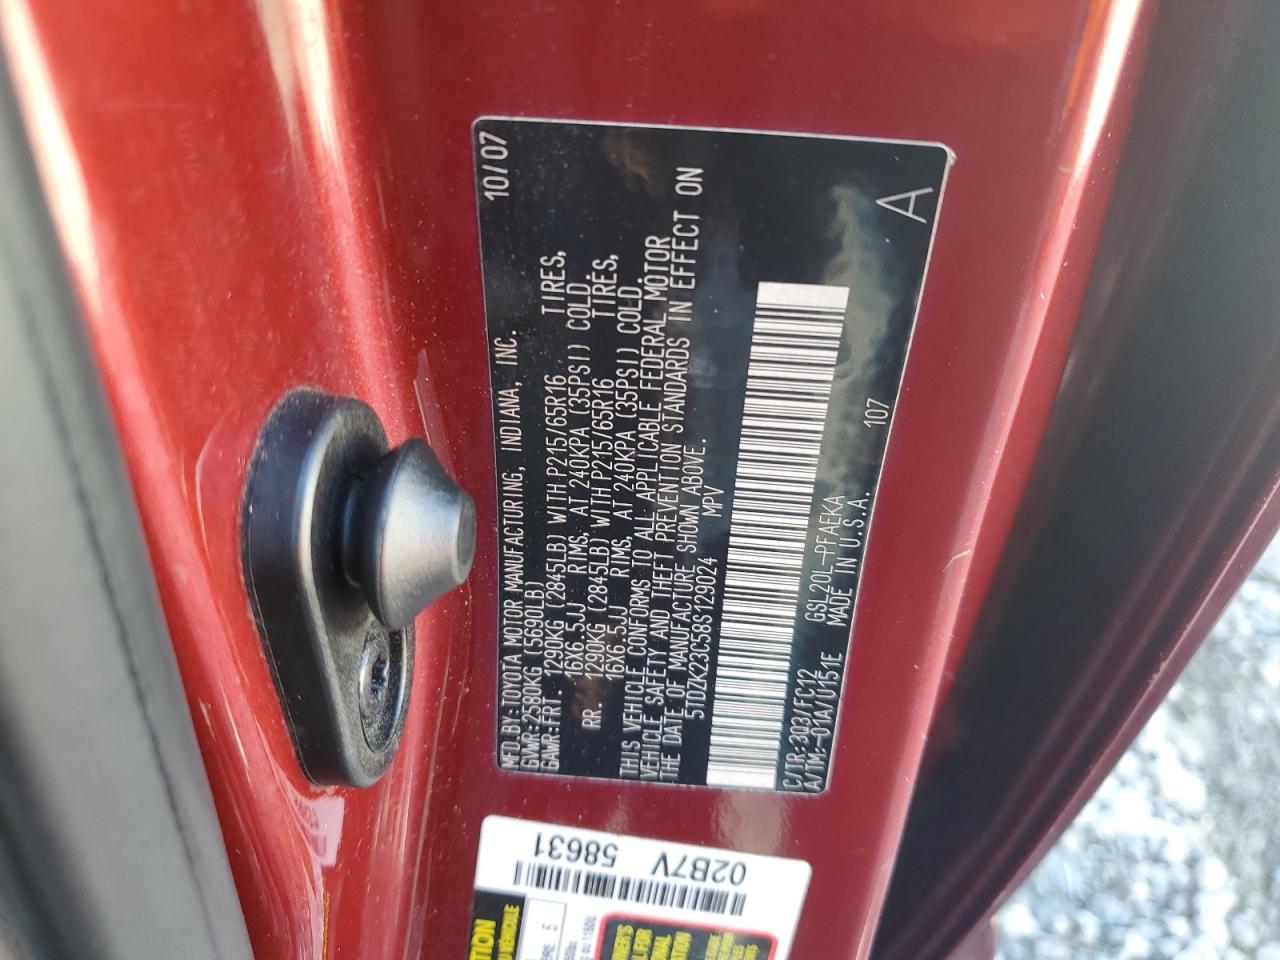 MFD.BY:TOYOTA MOTOR MANUFACTURING, INDIANA, INC. 10/07
GVWR:2580KG (5690LB)
GAWR:FRT. 1290KG (2845LB) WITH P215/65R16 TIRES,
16X6.5JJ RIMS, AT 240KPA (35PSI) COLD.
RR. 1290KG (2845LB) WITH P215/65R16 TIRES,
16X6.5JJ RIMS, AT 240KPA (35PSI) COLD.
THIS VEHICLE CONFORMS TO ALL APPLICABLE FEDERAL MOTOR
VEHICLE SAFETY AND THEFT PREVENTION STANDARDS IN EFFECT ON
THE DATE OF MANUFACTURE SHOWN ABOVE.
5TDZK23C58S129024 MPV
C/TR:3Q3/FC12 GSL20L-PFAEKA 107 A
A/TM:-01A/U151E MADE IN U.S.A.
02B7V
58631